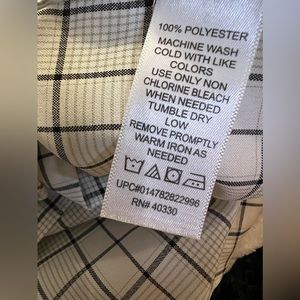 100% POLYESTER
MACHINE WASH
COLD WITH LIKE
COLORS
USE ONLY NON
CHLORINE BLEACH
WHEN NEEDED
TUMBLE DRY
LOW
REMOVE PROMPTLY
WARM IRON AS
NEEDED
UPC#014782822996
RN# 40330